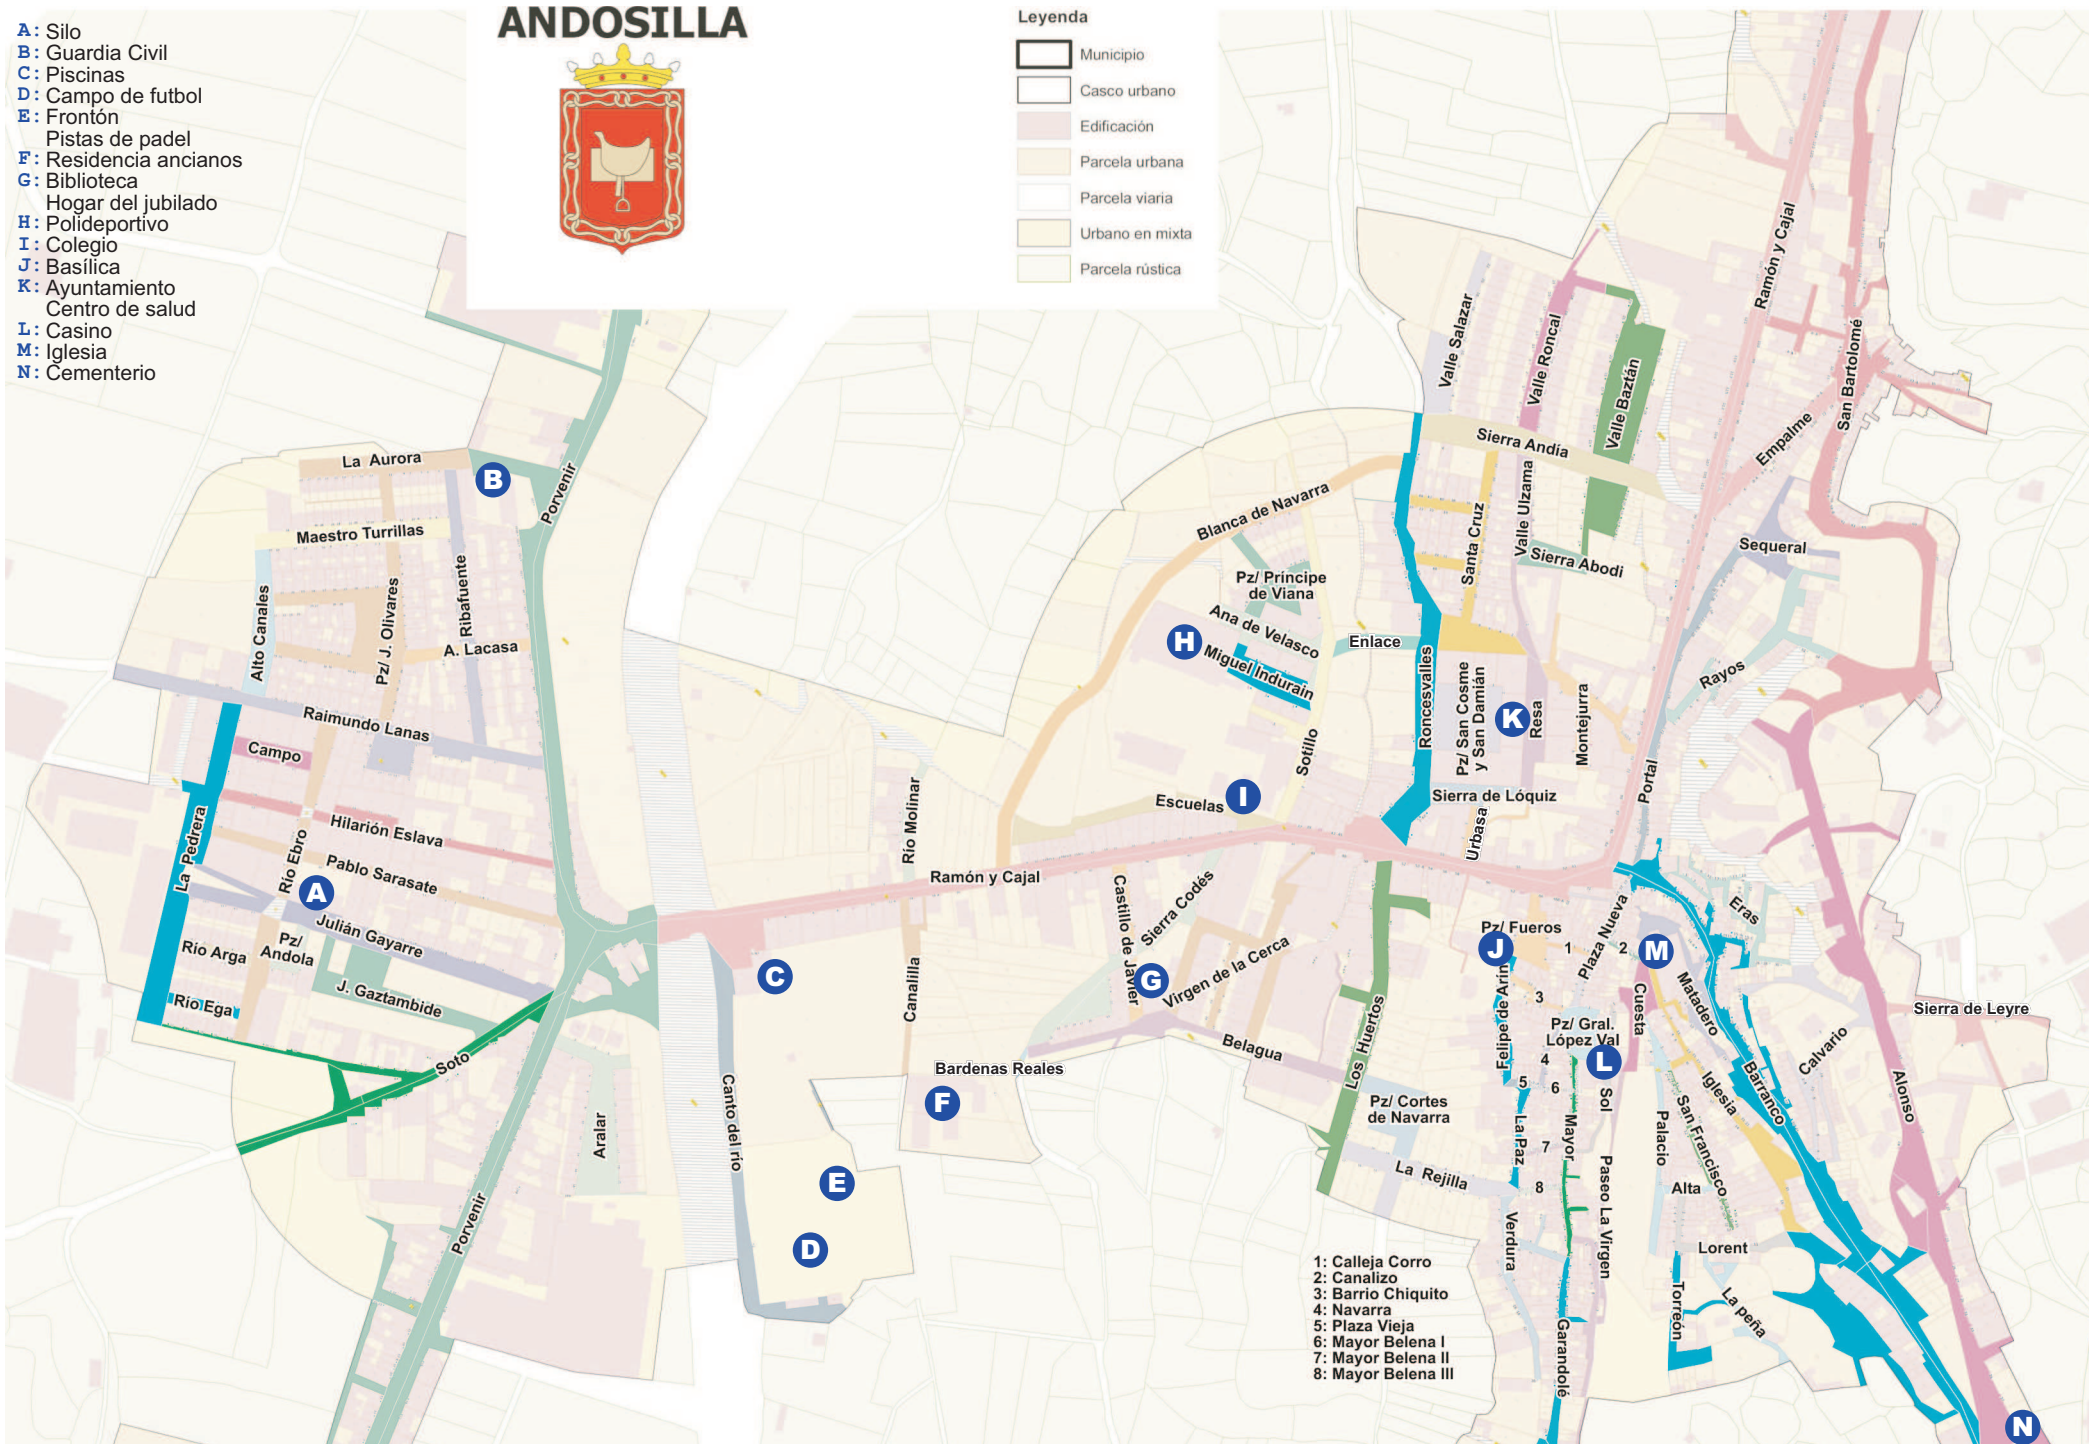 ANDOSILLA
A: Silo
B: Guardia Civil
C: Piscinas
D: Campo de futbol
E: Frontón
Pistas de padel
F: Residencia ancianos
G: Biblioteca
Hogar del jubilado
H: Polideportivo
I: Colegio
J: Basílica
K: Ayuntamiento
Centro de salud
L: Casino
M: Iglesia
N: Cementerio
Leyenda
Municipio
Casco urbano
Edificación
Parcela urbana
Parcela viaria
Urbano en mixta
Parcela rústica
La Aurora
B
Porvenir
Maestro Turrillas
Alto Canales
Pz/ J. Olivares
Ribafuente
A. Lacasa
Raimundo Lanas
Campo
La Pedrera
Hilarión Eslava
Río Ebro
Pablo Sarasate
A
Julián Gayarre
Río Arga
Pz/
Andola
J. Gaztambide
Río Ega
Soto
Aralar
Porvenir
Canto del río
C
E
D
F
Bardenas Reales
Canalilla
Río Molinar
Ramón y Cajal
Castillo de Javier
Sierra Codés
G
Virgen de la Cerca
Belagua
Los Huertos
Blanca de Navarra
Pz/ Príncipe
de Viana
Ana de Velasco
H
Miguel Indurain
Enlace
Sotillo
Escuelas
I
Roncesvalles
Valle Salazar
Valle Roncal
Valle Baztán
Sierra Andía
Santa Cruz
Valle Ulzama
Sierra Abodi
Pz/ San Cosme
y San Damián
K
Resa
Montejurra
Sierra de Lóquiz
Urbasa
Ramón y Cajal
San Bartolomé
Empalme
Sequeral
Rayos
Portal
Eras
Plaza Nueva
Pz/ Fueros
J
1
2
M
Matadero
Felipe de Arin
3
Cuesta
Pz/ Gral.
López Val
L
4
5
6
Sol
Mayor
7
La Paz
8
Pz/ Cortes
de Navarra
La Rejilla
Verdura
Paseo La Virgen
Palacio
San Francisco
Iglesia
Barranco
Calvario
Alonso
Sierra de Leyre
Alta
Lorent
Torreón
La peña
Garandolé
N
1: Calleja Corro
2: Canalizo
3: Barrio Chiquito
4: Navarra
5: Plaza Vieja
6: Mayor Belena I
7: Mayor Belena II
8: Mayor Belena III